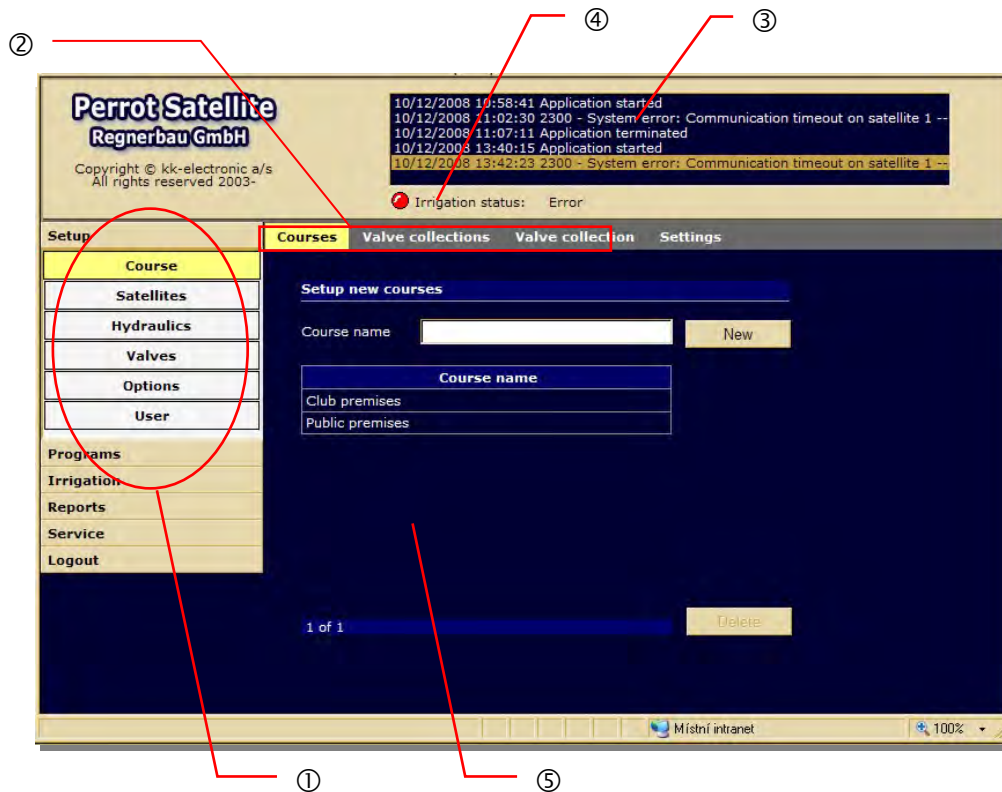 ④
③
②
Perrot Satellite
Regnerbau GmbH
Copyright © kk-electronic a/s
All rights reserved 2003-
10/12/2008 10:58:41 Application started
10/12/2008 11:02:30 2300 - System error: Communication timeout on satellite 1 --
10/12/2008 11:07:11 Application terminated
10/12/2008 13:40:15 Application started
10/12/2008 13:42:23 2300 - System error: Communication timeout on satellite 1 --
Irrigation status: Error
Setup
Courses Valve collections Valve collection Settings
Course
Satellites
Hydraulics
Valves
Options
User
Programs
Irrigation
Reports
Service
Logout
Setup new courses
Course name New
Course name
Club premises
Public premises
1 of 1 Delete
Místní intranet 100%
①
⑤